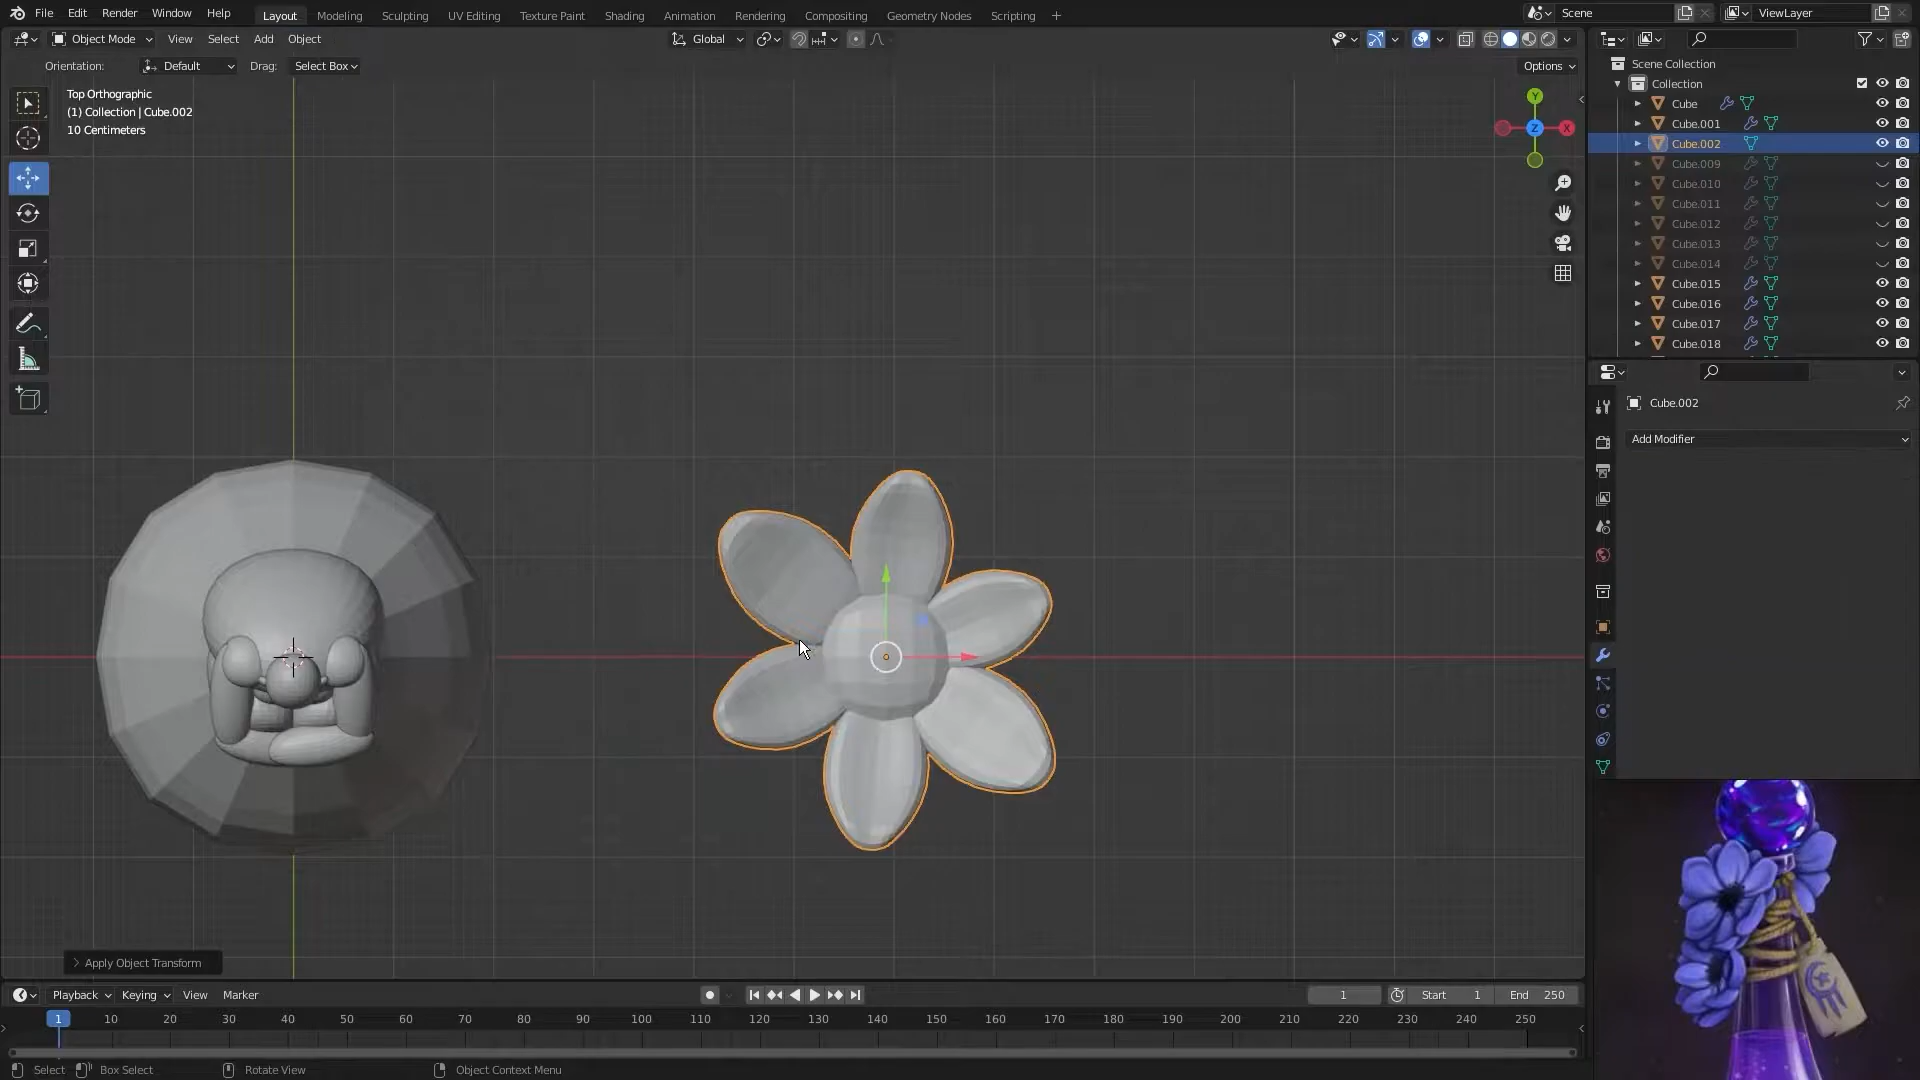 File Edit Render Window Help Layout Modeling Sculpting UV Editing Texture Paint Shading Animation Rendering Compositing Geometry Nodes Scripting + Scene ViewLayer
Object Mode View Select Add Object Global
Orientation: Default Drag: Select Box Options
Top Orthographic
(1) Collection | Cube.002
10 Centimeters
Y
X
Z
Scene Collection
Collection
Cube
Cube.001
Cube.002
Cube.009
Cube.010
Cube.011
Cube.012
Cube.013
Cube.014
Cube.015
Cube.016
Cube.017
Cube.018
Cube.002
Add Modifier
Apply Object Transform
Playback Keying View Marker 1 Start 1 End 250
1 10 20 30 40 50 60 70 80 90 100 110 120 130 140 150 160 170 180 190 200 210 220 230 240 250
Select Box Select Rotate View Object Context Menu